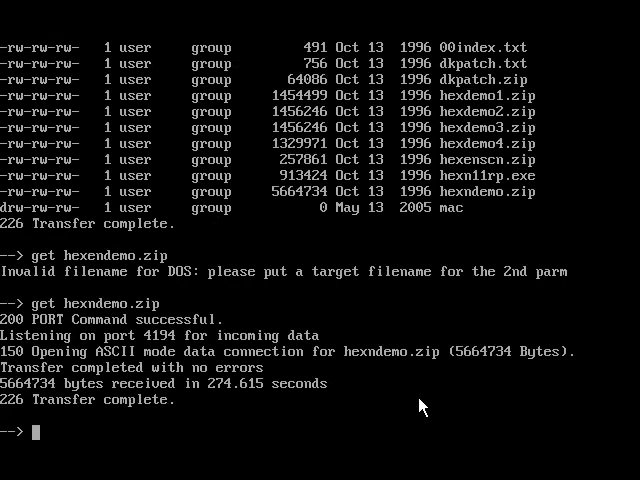 -rw-rw-rw-   1 user     group         491 Oct 13  1996 00index.txt
-rw-rw-rw-   1 user     group         756 Oct 13  1996 dkpatch.txt
-rw-rw-rw-   1 user     group       64086 Oct 13  1996 dkpatch.zip
-rw-rw-rw-   1 user     group     1454499 Oct 13  1996 hexdemo1.zip
-rw-rw-rw-   1 user     group     1456246 Oct 13  1996 hexdemo2.zip
-rw-rw-rw-   1 user     group     1456246 Oct 13  1996 hexdemo3.zip
-rw-rw-rw-   1 user     group     1329971 Oct 13  1996 hexdemo4.zip
-rw-rw-rw-   1 user     group      257861 Oct 13  1996 hexenscn.zip
-rw-rw-rw-   1 user     group      913424 Oct 13  1996 hexn11rp.exe
-rw-rw-rw-   1 user     group     5664734 Oct 13  1996 hexndemo.zip
drw-rw-rw-   1 user     group           0 May 13  2005 mac
226 Transfer complete.
--> get hexendemo.zip
Invalid filename for DOS: please put a target filename for the 2nd parm
--> get hexndemo.zip
200 PORT Command successful.
Listening on port 4194 for incoming data
150 Opening ASCII mode data connection for hexndemo.zip (5664734 Bytes).
Transfer completed with no errors
5664734 bytes received in 274.615 seconds
226 Transfer complete.
-->